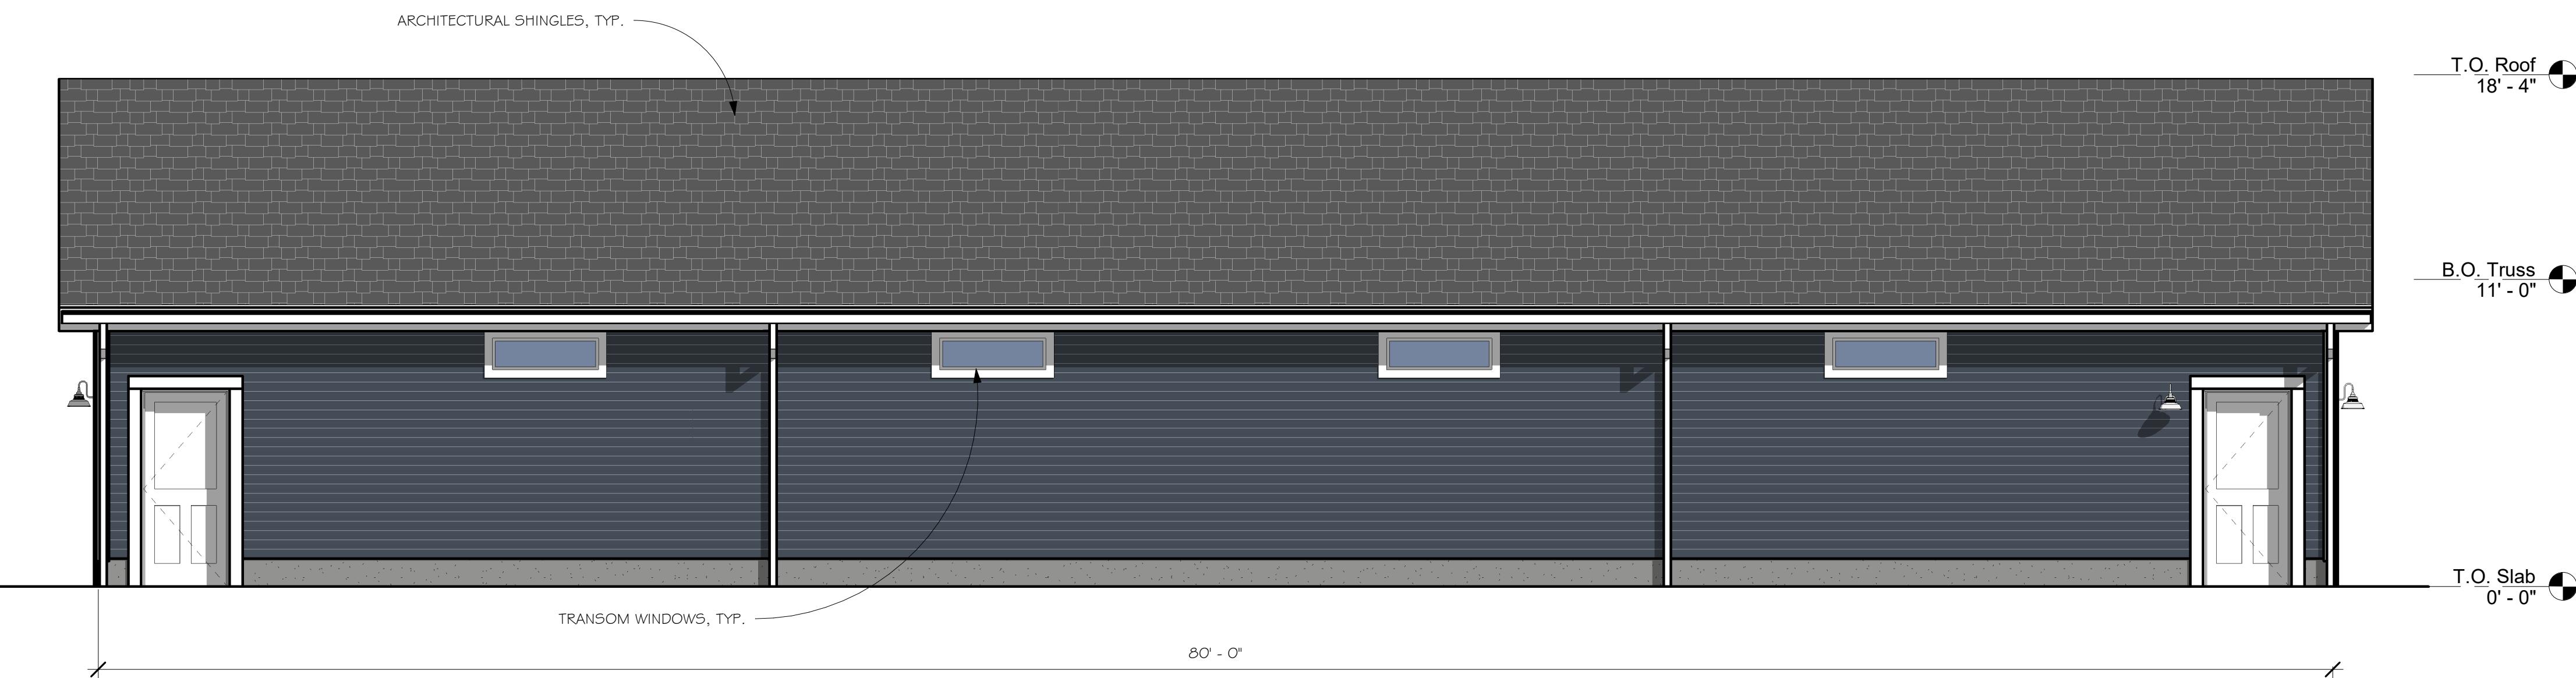 ARCHITECTURAL SHINGLES, TYP.
T.O. Roof
18' - 4"
B.O. Truss
11' - 0"
T.O. Slab
0' - 0"
TRANSOM WINDOWS, TYP.
80' - 0"